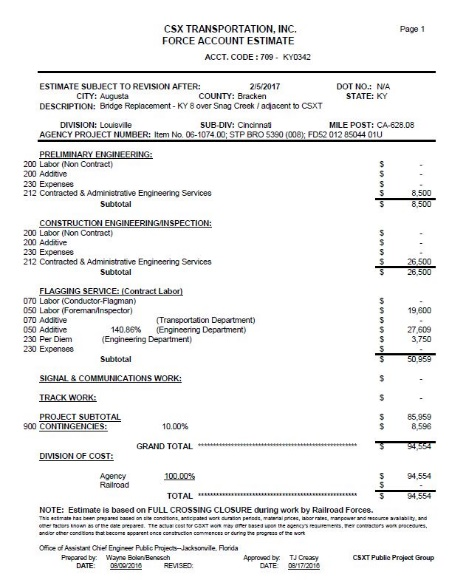 CSX TRANSPORTATION, INC. Page 1
FORCE ACCOUNT ESTIMATE
ACCT. CODE : 709 - KY0342
ESTIMATE SUBJECT TO REVISION AFTER: 2/5/2017 DOT NO.: N/A
CITY: Augusta COUNTY: Bracken STATE: KY
DESCRIPTION: Bridge Replacement - KY 8 over Snag Creek / adjacent to CSXT
DIVISION: Louisville SUB-DIV: Cincinnati MILE POST: CA-628.08
AGENCY PROJECT NUMBER: Item No. 06-1074.00; STP BRO 5390 (008); FD52 012 85044 01U
PRELIMINARY ENGINEERING:
200 Labor (Non Contract) $ -
200 Additive $ -
230 Expenses $ -
212 Contracted & Administrative Engineering Services $ 8,500
Subtotal $ 8,500
CONSTRUCTION ENGINEERING/INSPECTION:
200 Labor (Non Contract) $ -
200 Additive $ -
230 Expenses $ -
212 Contracted & Administrative Engineering Services $ 26,500
Subtotal $ 26,500
FLAGGING SERVICE: (Contract Labor)
070 Labor (Conductor-Flagman) $ -
050 Labor (Foreman/Inspector) $ 19,600
070 Additive (Transportation Department) $ -
050 Additive 140.86% (Engineering Department) $ 27,609
230 Per Diem (Engineering Department) $ 3,750
230 Expenses $ -
Subtotal $ 50,959
SIGNAL & COMMUNICATIONS WORK: $ -
TRACK WORK: $ -
PROJECT SUBTOTAL $ 85,959
900 CONTINGENCIES: 10.00% $ 8,596
GRAND TOTAL ************************************************ $ 94,554
DIVISION OF COST:
Agency 100.00% $ 94,554
Railroad $ -
TOTAL ************************************************ $ 94,554
NOTE: Estimate is based on FULL CROSSING CLOSURE during work by Railroad Forces.
This estimate has been prepared based on site conditions, anticipated work duration periods, material prices, labor rates, manpower and resource availability, and
other factors known as of the date prepared. The actual cost for CSXT work may differ based upon the agency's requirements, their contractor's work procedures,
and/or other conditions that become apparent once construction commences or during the progress of the work
Office of Assistant Chief Engineer Public Projects--Jacksonville, Florida
Prepared by: Wayne Bolen/Benesch Approved by: TJ Creasy CSXT Public Project Group
DATE: 08/09/2016 REVISED: DATE: 08/17/2016